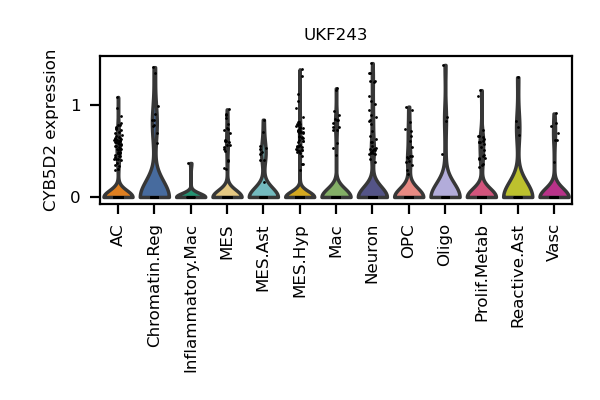 UKF243
CYB5D2 expression
1
0
AC
Chromatin.Reg
Inflammatory.Mac
MES
MES.Ast
MES.Hyp
Mac
Neuron
OPC
Oligo
Prolif.Metab
Reactive.Ast
Vasc